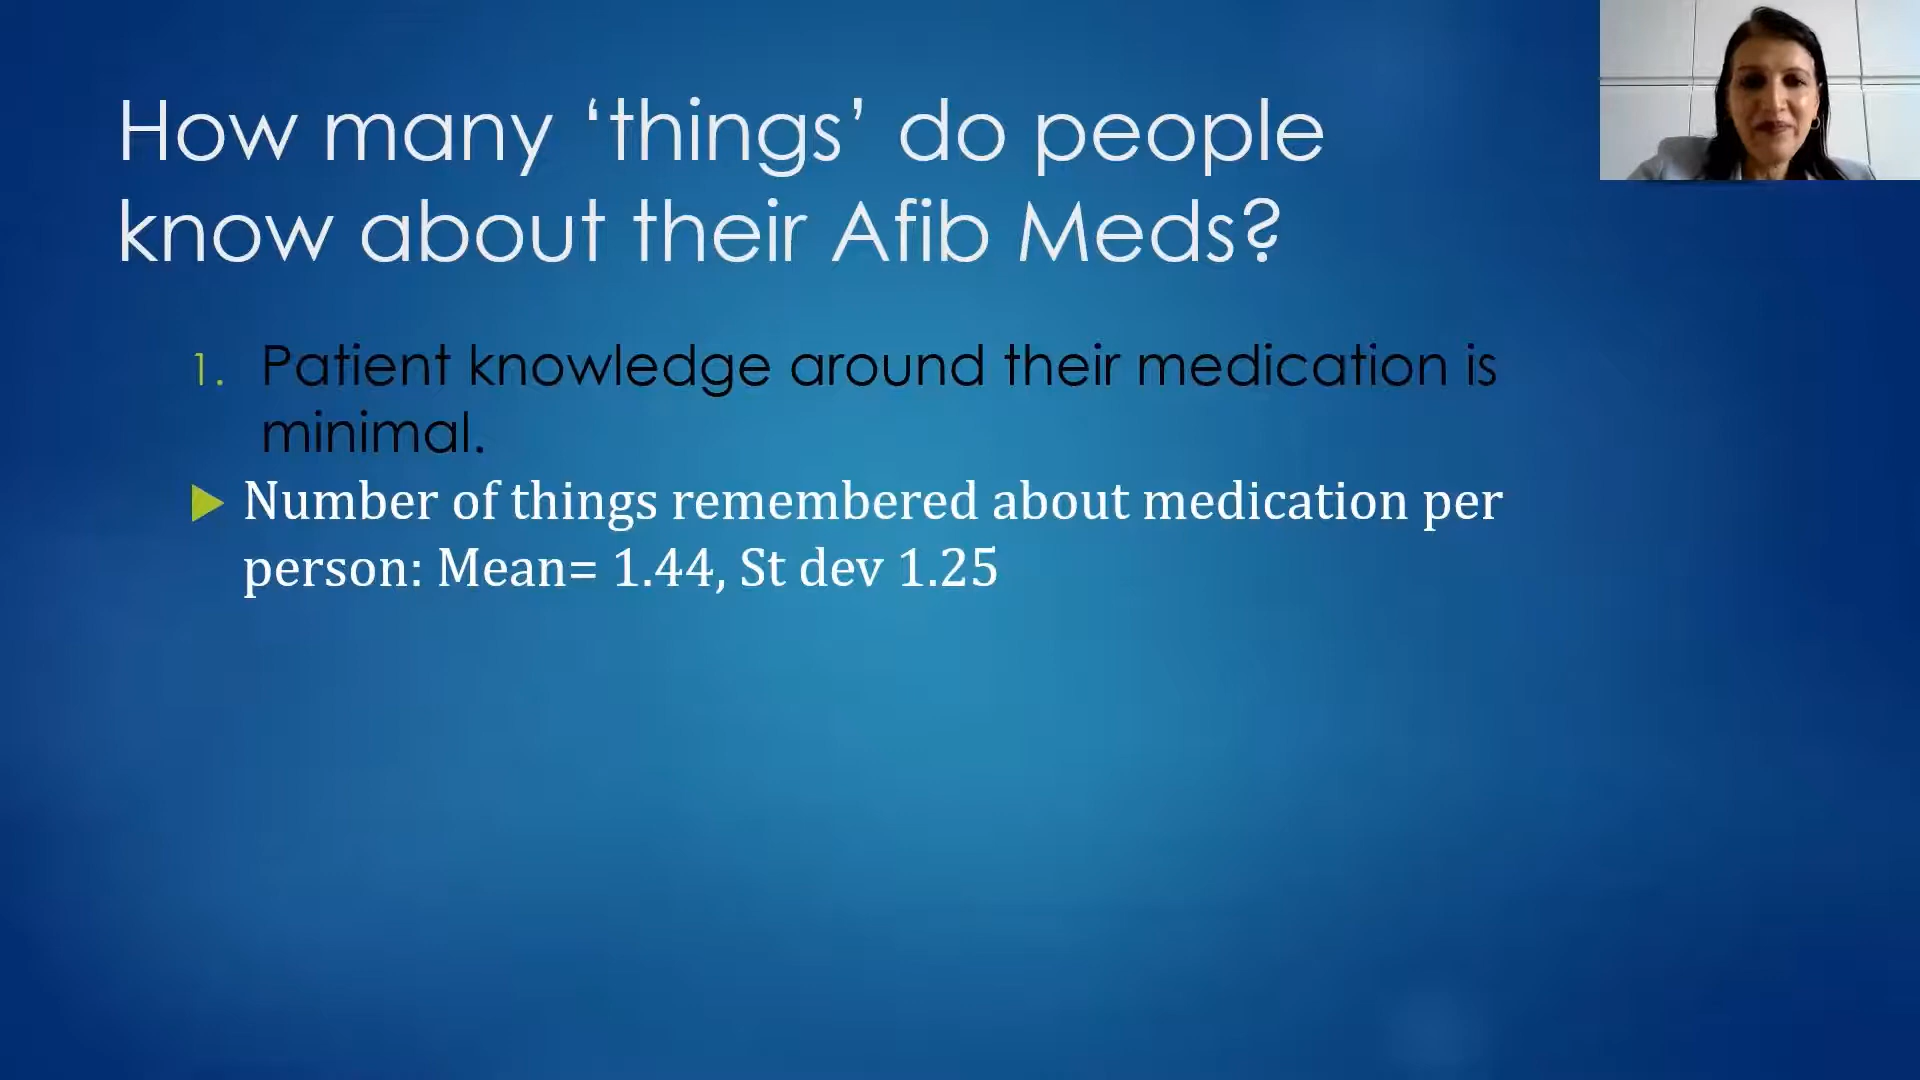 How many ‘things’ do people
know about their Afib Meds?
1. Patient knowledge around their medication is
minimal.
Number of things remembered about medication per
person: Mean= 1.44, St dev 1.25